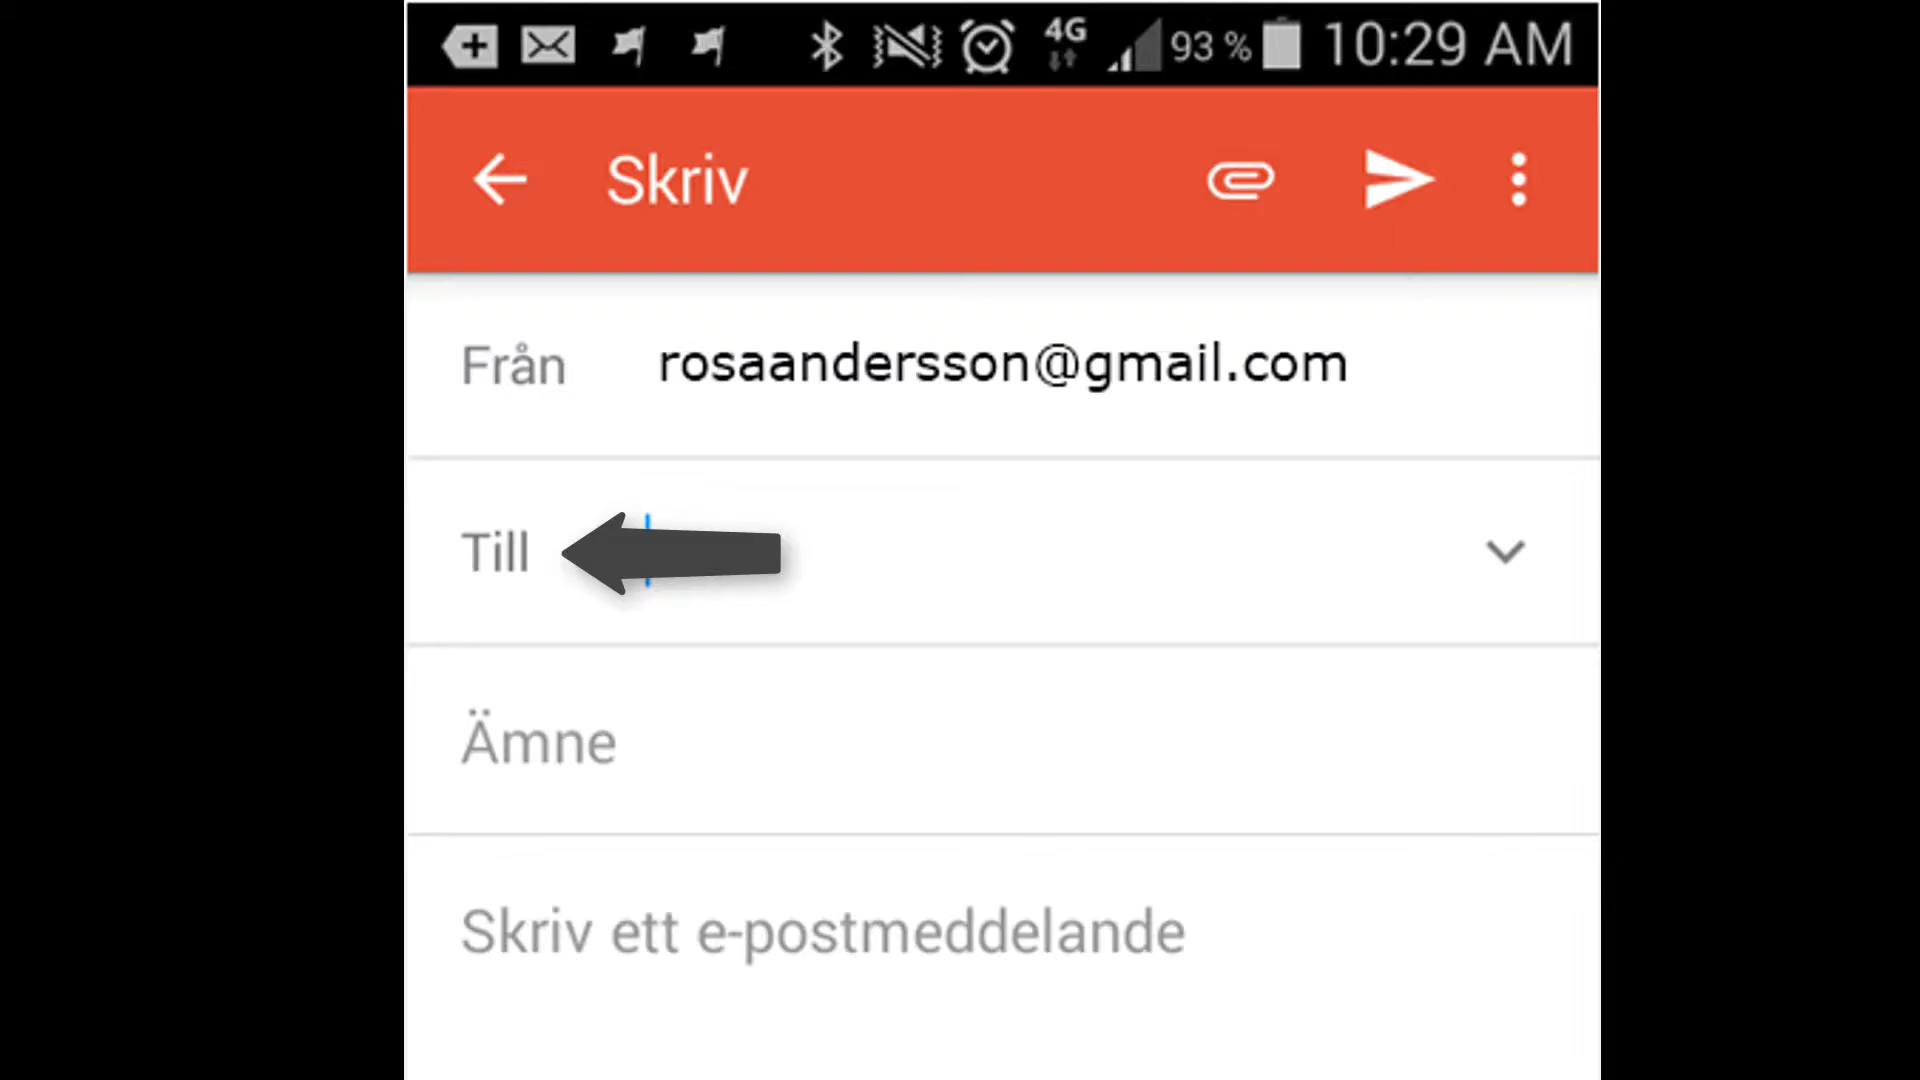 4G 93 % 10:29 AM
Skriv
Från rosaandersson@gmail.com
Till
Ämne
Skriv ett e-postmeddelande